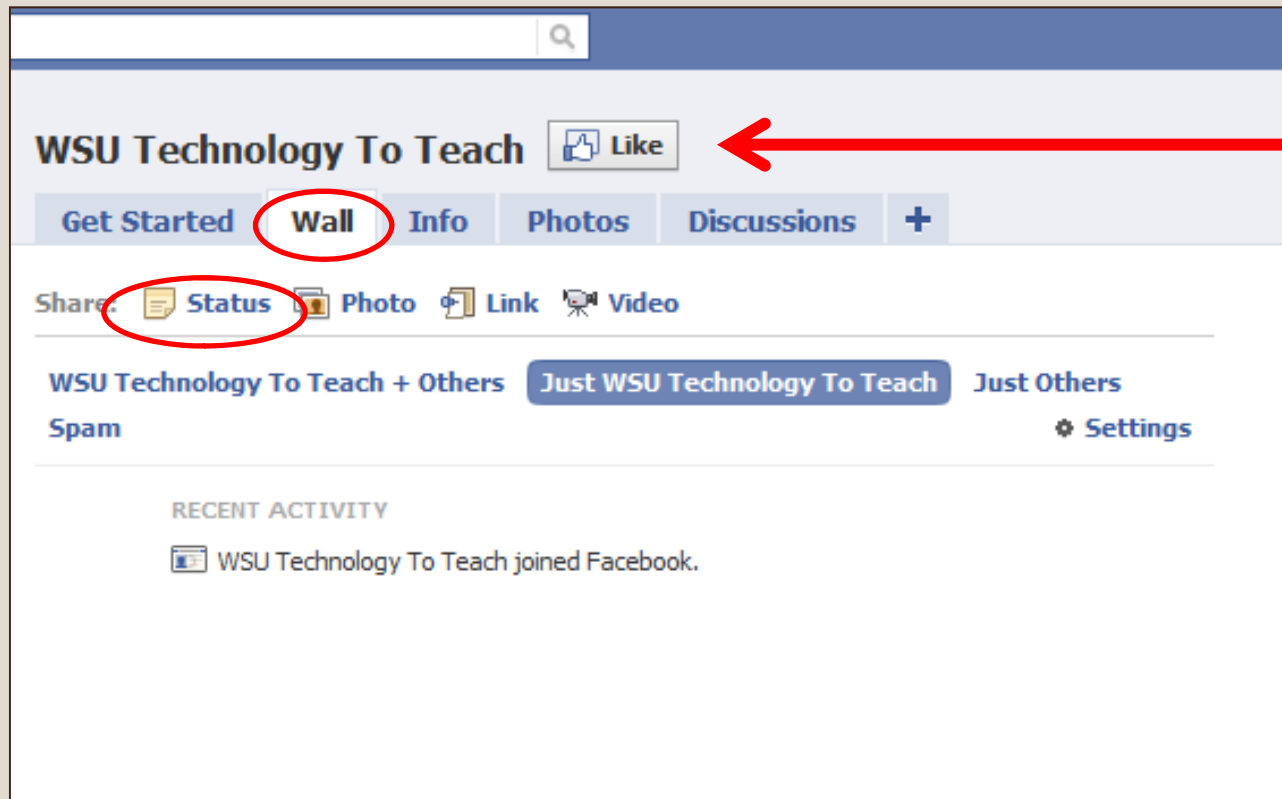 WSU Technology To Teach Like
Get Started Wall Info Photos Discussions +
Share: Status Photo Link Video
WSU Technology To Teach + Others Just WSU Technology To Teach Just Others
Spam Settings
RECENT ACTIVITY
WSU Technology To Teach joined Facebook.